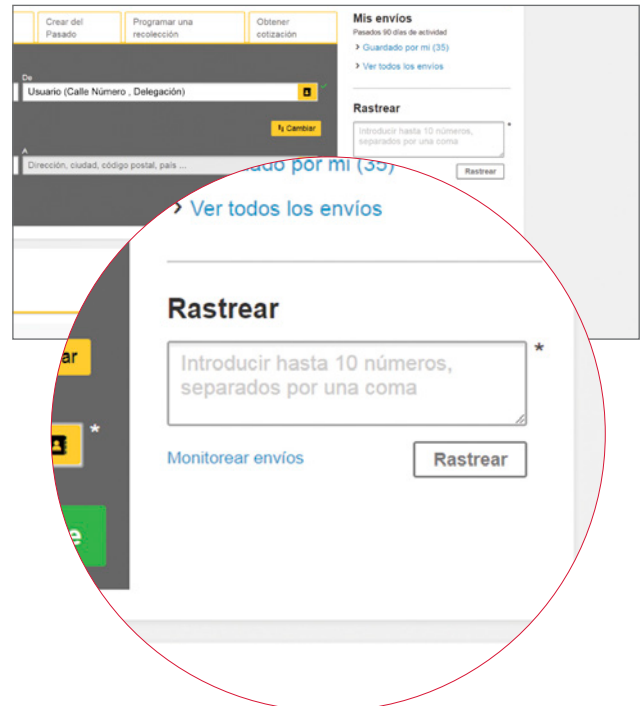 Crear del
Pasado
Programar una
recolección
Obtener
cotización
De
Usuario (Calle Número , Delegación)
Cambiar
A
Dirección, ciudad, código postal, país ...
Mis envíos
Pasados 90 días de actividad
> Guardado por mi (35)
> Ver todos los envíos
Rastrear
Introducir hasta 10 números,
separados por una coma
*
Rastrear
por mi (35)
> Ver todos los envíos
Rastrear
Introducir hasta 10 números,
separados por una coma
*
ar
*
Monitorear envíos
Rastrear
e